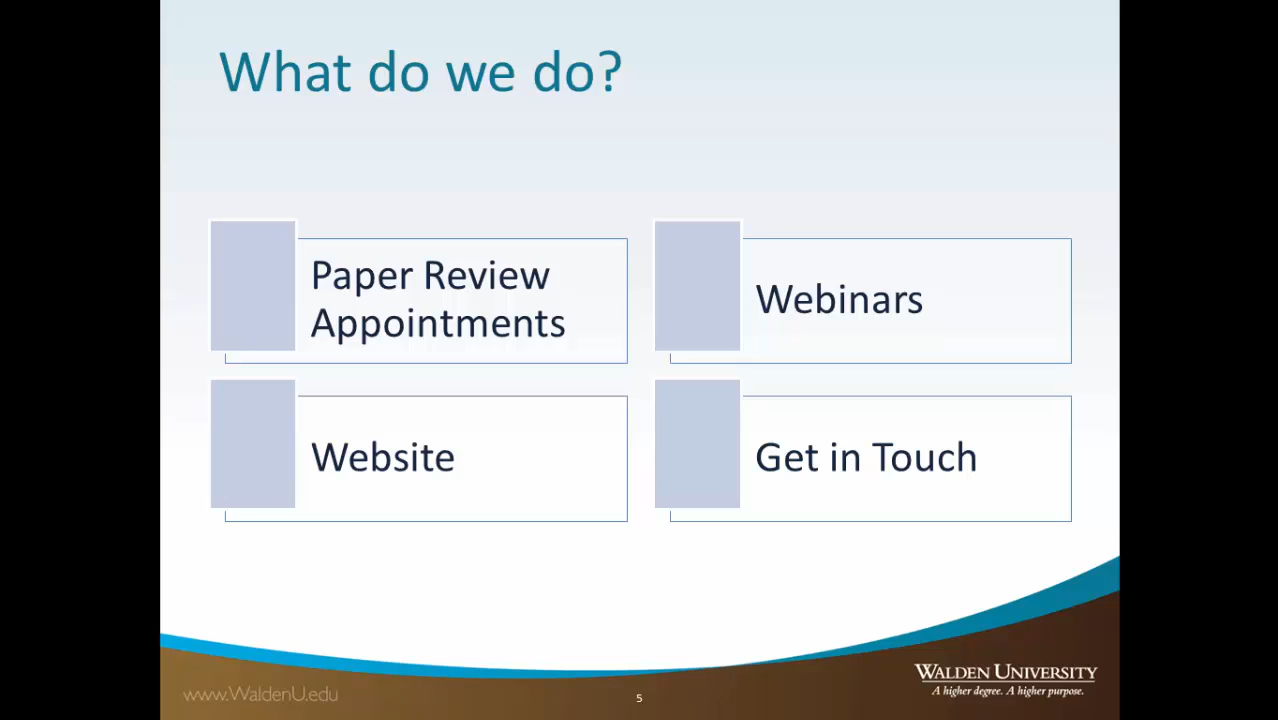 What do we do?
Paper Review
Appointments
Webinars
Website
Get in Touch
www.WaldenU.edu
5
WALDEN UNIVERSITY
A higher degree. A higher purpose.